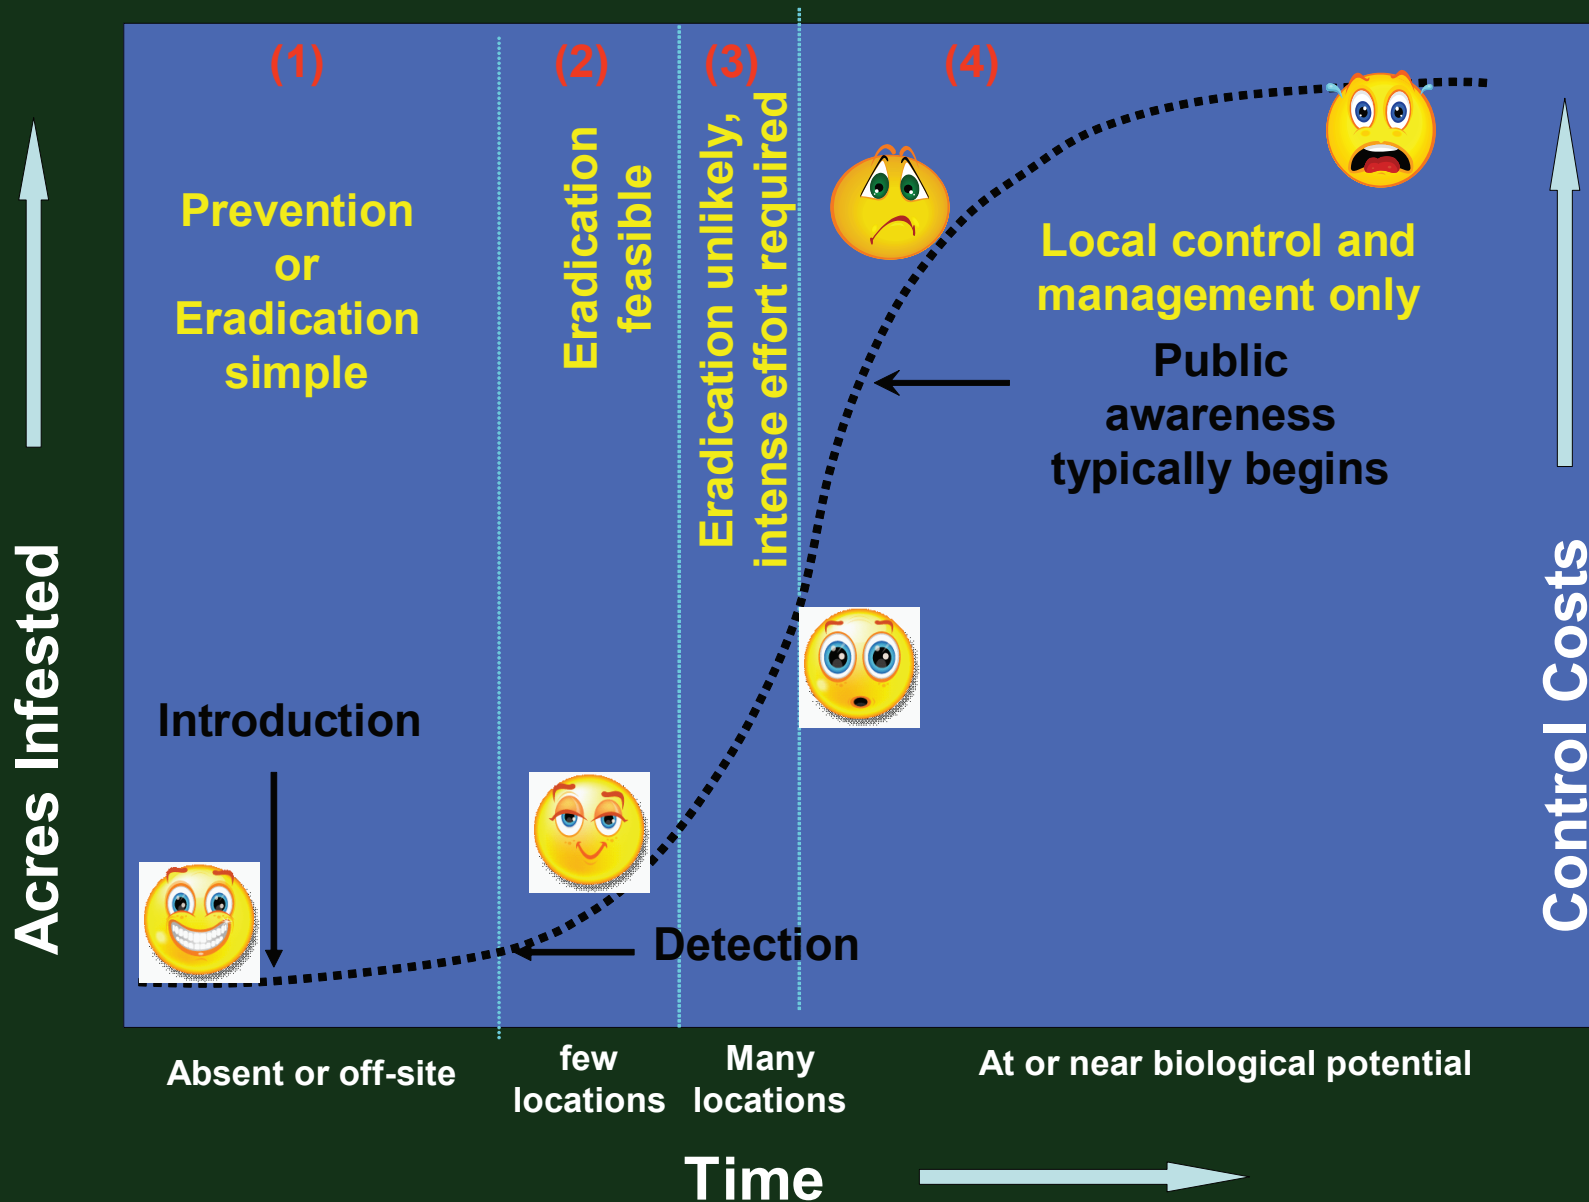 (1)
(2)
(3)
(4)
Prevention
or
Eradication
simple
Eradication
feasible
Eradication unlikely,
intense effort required
Local control and
management only
Public
awareness
typically begins
Introduction
Detection
Acres Infested
Control Costs
Absent or off-site
few
locations
Many
locations
At or near biological potential
Time